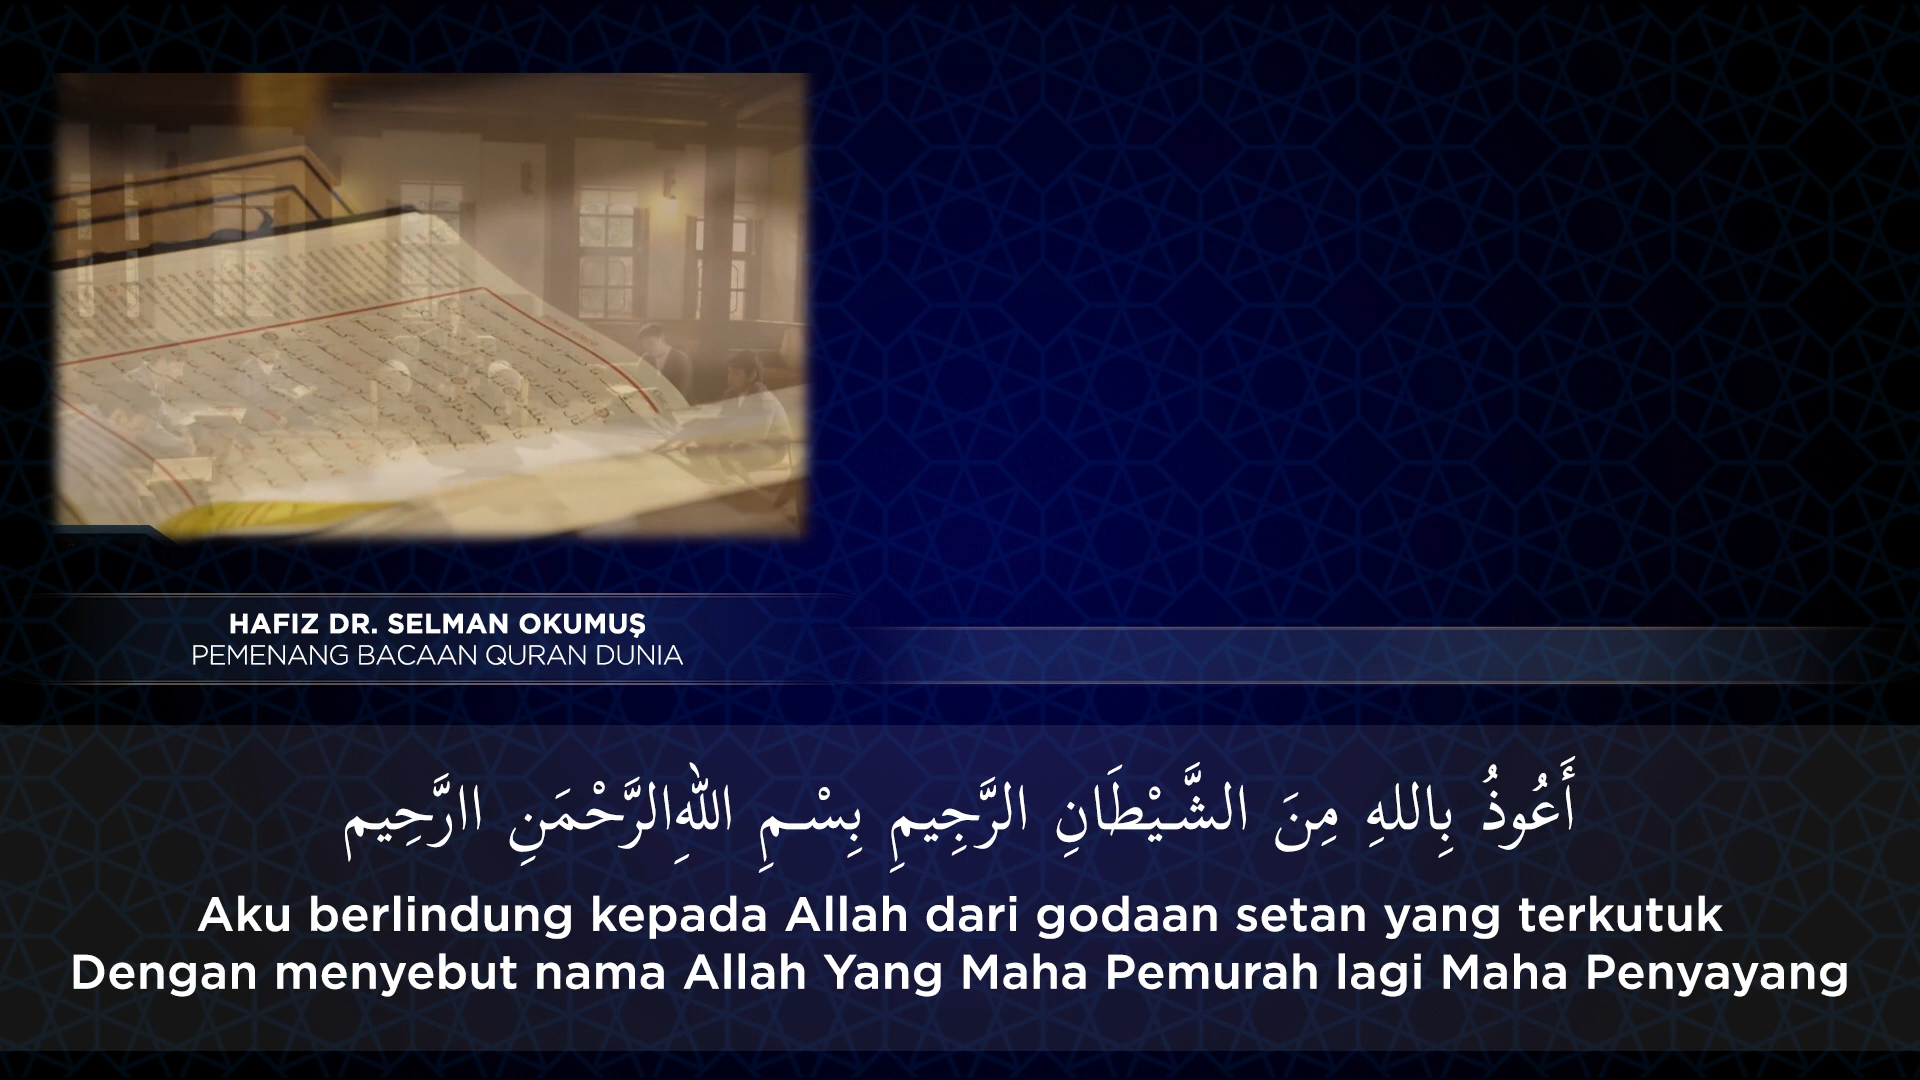 HAFIZ DR. SELMAN OKUMUŞ
PEMENANG BACAAN QURAN DUNIA
أَعُوذُ بِاللهِ مِنَ الشَّيْطَانِ الرَّجِيمِ بِسْمِ اللهِالرَّحْمَنِ اارَّحِيم
Aku berlindung kepada Allah dari godaan setan yang terkutuk
Dengan menyebut nama Allah Yang Maha Pemurah lagi Maha Penyayang